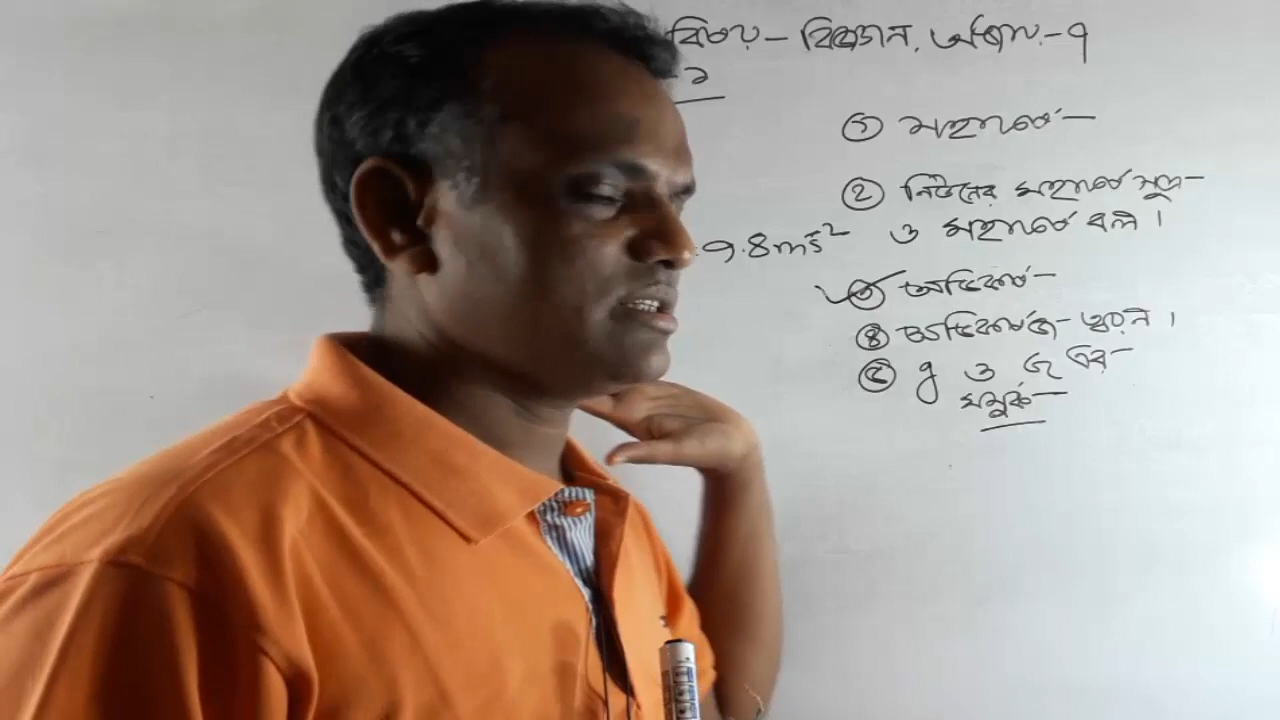 বিষয় – বিজ্ঞান, অধ্যায় – ৭
-১
① মহাকর্ষ –
② নিউটনের মহাকর্ষ সূত্র –
ও মহাকর্ষ বল ।
9.8ms⁻²
③ অভিকর্ষ –
④ অভিকর্ষজ – ত্বরণ ।
⑤ g ও G এর –
সম্পর্ক –